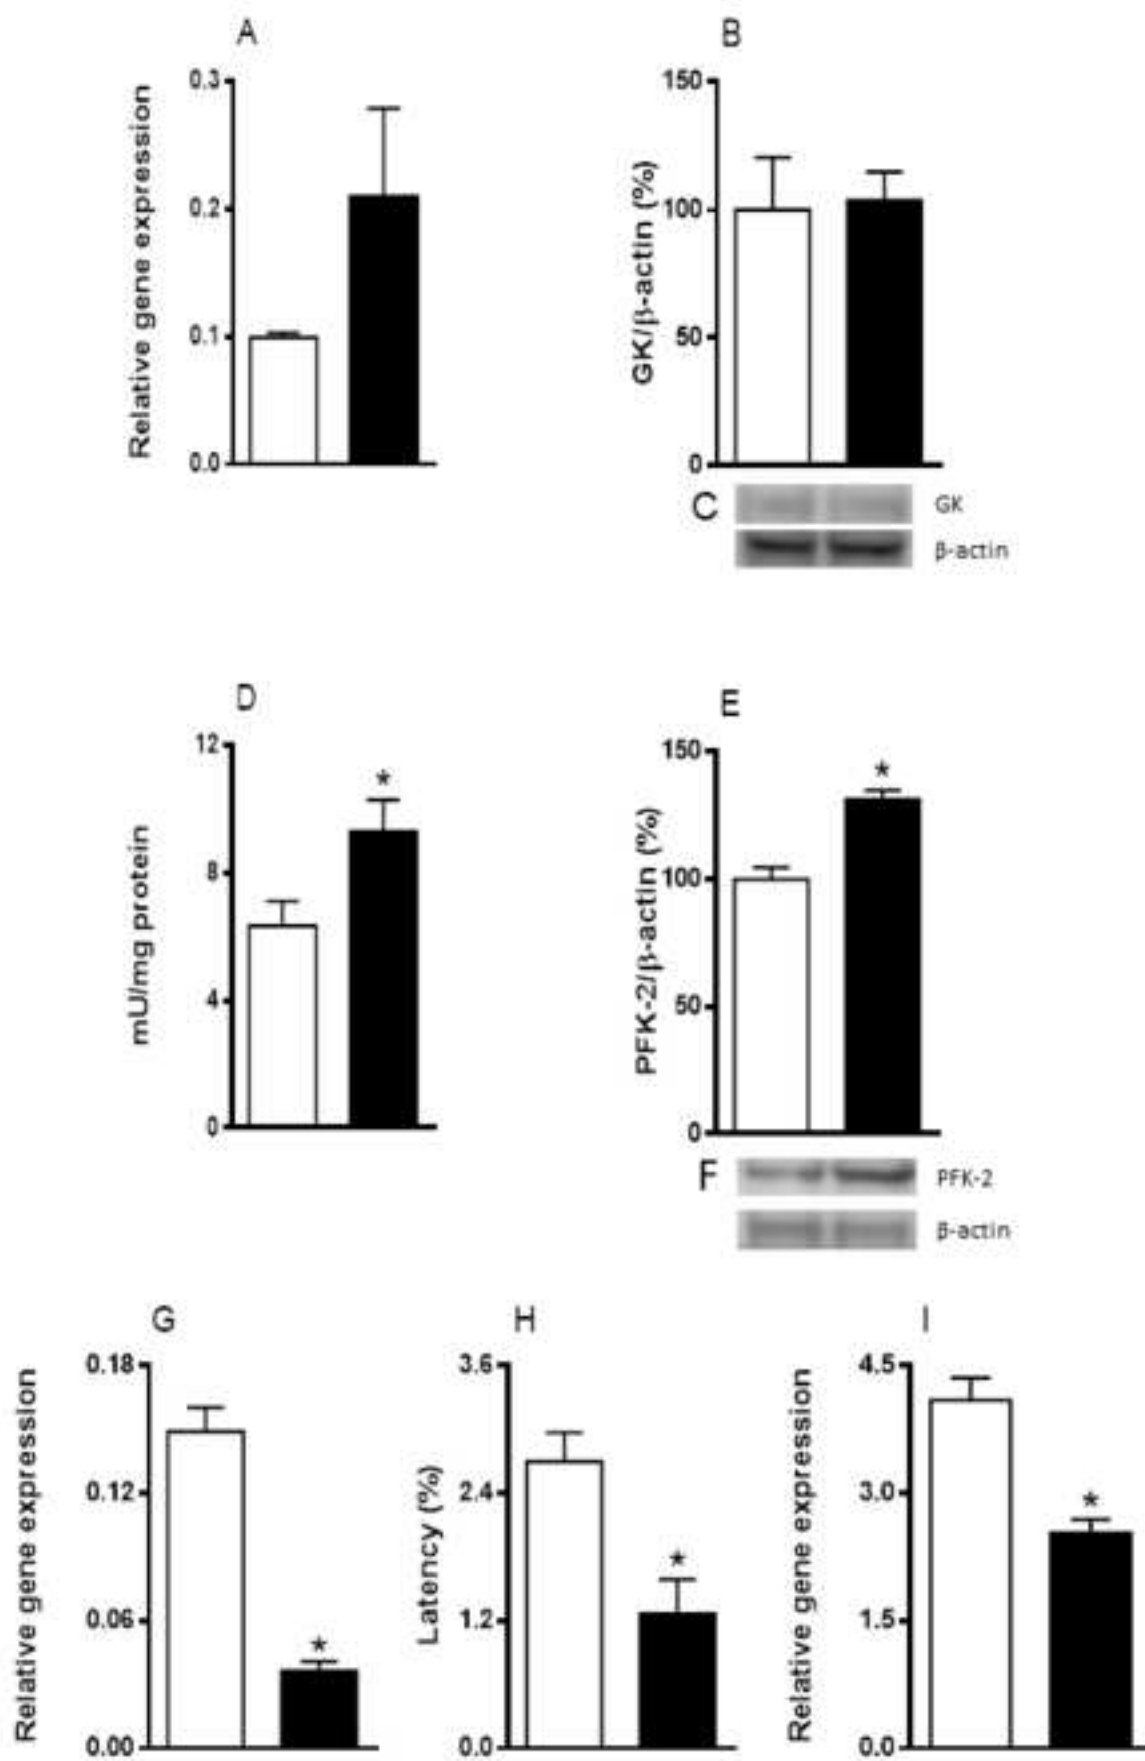 A
Relative gene expression
0.3
0.2
0.1
0.0
B
GK/β-actin (%)
150
100
50
0
C
GK
β-actin
D
mU/mg protein
12
*
8
4
0
E
PFK-2/β-actin (%)
150
*
100
50
0
F
PFK-2
β-actin
G
Relative gene expression
0.18
0.12
0.06
*
0.00
H
Latency (%)
3.6
2.4
*
1.2
0.0
I
Relative gene expression
4.5
3.0
*
1.5
0.0